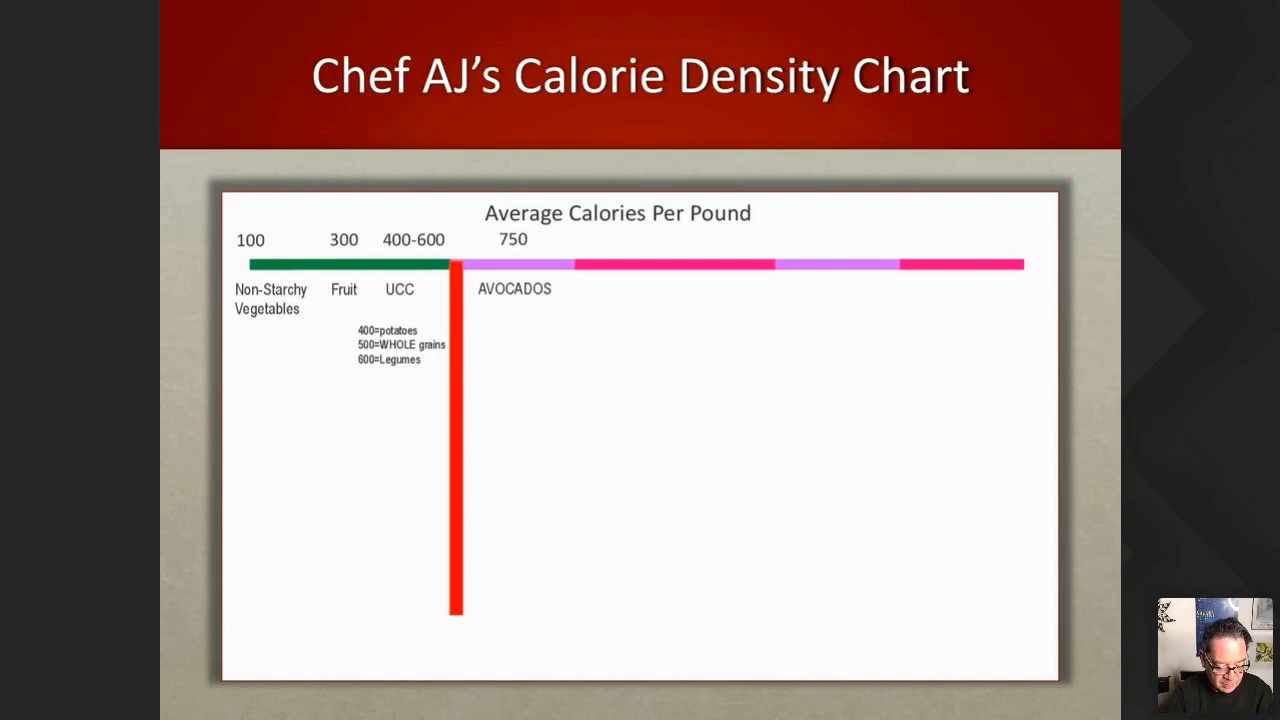 Chef AJ’s Calorie Density Chart
Average Calories Per Pound
100 300 400-600 750
Non-Starchy Fruit UCC AVOCADOS
Vegetables
400=potatoes
500=WHOLE grains
600=Legumes